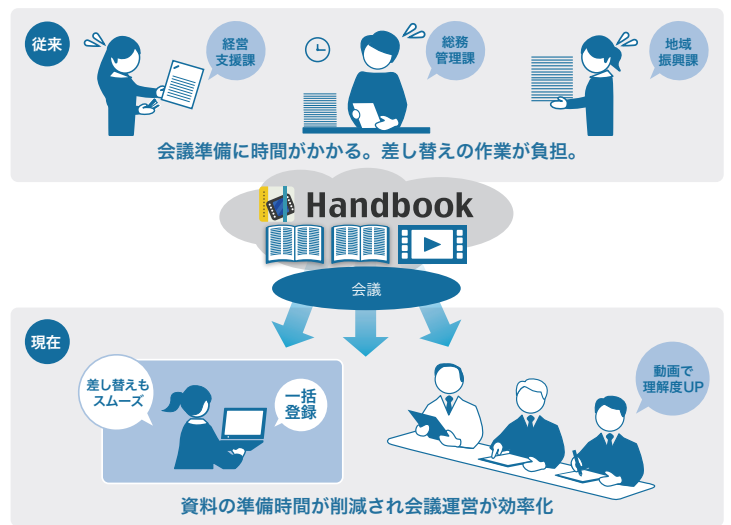 従来
経営
支援課
総務
管理課
地域
振興課
会議準備に時間がかかる。差し替えの作業が負担。
Handbook
会議
現在
差し替えも
スムーズ
一括
登録
動画で
理解度UP
資料の準備時間が削減され会議運営が効率化